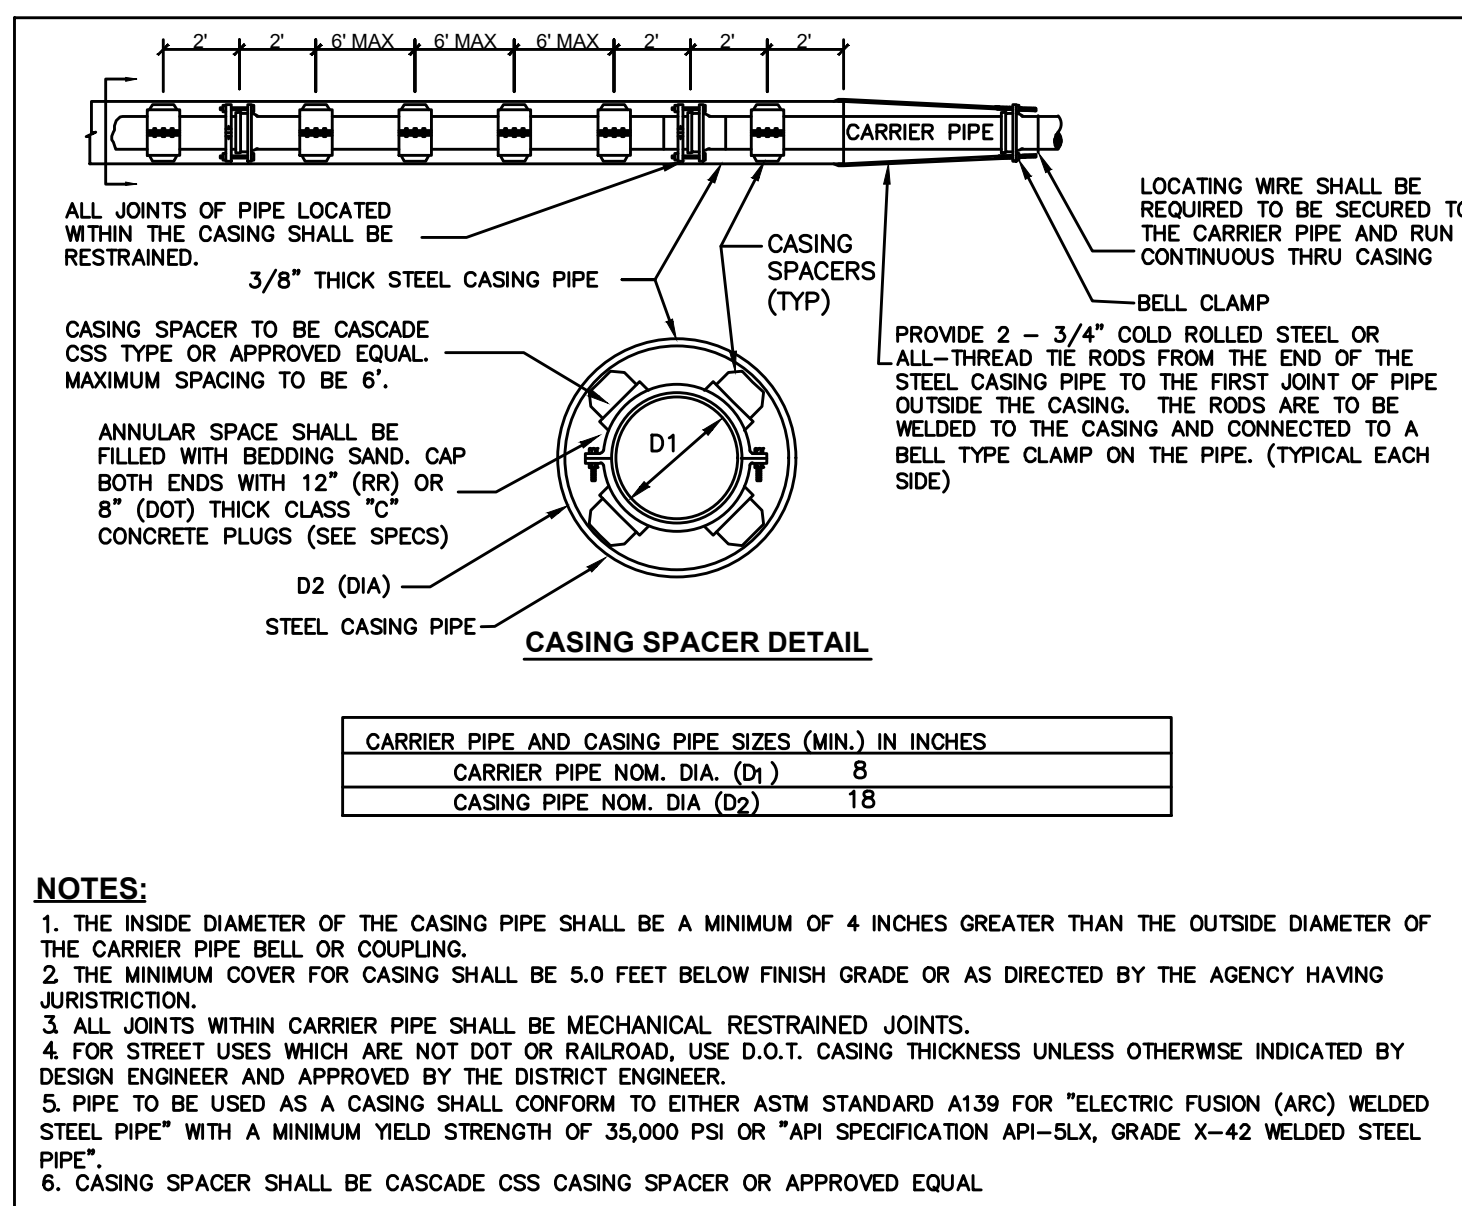 2' 2' 6' MAX 6' MAX 6' MAX 2' 2' 2'
CARRIER PIPE
ALL JOINTS OF PIPE LOCATED
WITHIN THE CASING SHALL BE
RESTRAINED.
3/8" THICK STEEL CASING PIPE
CASING
SPACERS
(TYP)
LOCATING WIRE SHALL BE
REQUIRED TO BE SECURED TO
THE CARRIER PIPE AND RUN
CONTINUOUS THRU CASING
BELL CLAMP
CASING SPACER TO BE CASCADE
CSS TYPE OR APPROVED EQUAL.
MAXIMUM SPACING TO BE 6'.
PROVIDE 2 – 3/4" COLD ROLLED STEEL OR
ALL–THREAD TIE RODS FROM THE END OF THE
STEEL CASING PIPE TO THE FIRST JOINT OF PIPE
OUTSIDE THE CASING. THE RODS ARE TO BE
WELDED TO THE CASING AND CONNECTED TO A
BELL TYPE CLAMP ON THE PIPE. (TYPICAL EACH
SIDE)
ANNULAR SPACE SHALL BE
FILLED WITH BEDDING SAND. CAP
BOTH ENDS WITH 12" (RR) OR
8" (DOT) THICK CLASS "C"
CONCRETE PLUGS (SEE SPECS)
D1
D2 (DIA)
STEEL CASING PIPE
CASING SPACER DETAIL
CARRIER PIPE AND CASING PIPE SIZES (MIN.) IN INCHES
CARRIER PIPE NOM. DIA. (D1) 8
CASING PIPE NOM. DIA (D2) 18
NOTES:
1. THE INSIDE DIAMETER OF THE CASING PIPE SHALL BE A MINIMUM OF 4 INCHES GREATER THAN THE OUTSIDE DIAMETER OF
THE CARRIER PIPE BELL OR COUPLING.
2. THE MINIMUM COVER FOR CASING SHALL BE 5.0 FEET BELOW FINISH GRADE OR AS DIRECTED BY THE AGENCY HAVING
JURISTRICTION.
3. ALL JOINTS WITHIN CARRIER PIPE SHALL BE MECHANICAL RESTRAINED JOINTS.
4. FOR STREET USES WHICH ARE NOT DOT OR RAILROAD, USE D.O.T. CASING THICKNESS UNLESS OTHERWISE INDICATED BY
DESIGN ENGINEER AND APPROVED BY THE DISTRICT ENGINEER.
5. PIPE TO BE USED AS A CASING SHALL CONFORM TO EITHER ASTM STANDARD A139 FOR "ELECTRIC FUSION (ARC) WELDED
STEEL PIPE" WITH A MINIMUM YIELD STRENGTH OF 35,000 PSI OR "API SPECIFICATION API–5LX, GRADE X–42 WELDED STEEL
PIPE".
6. CASING SPACER SHALL BE CASCADE CSS CASING SPACER OR APPROVED EQUAL